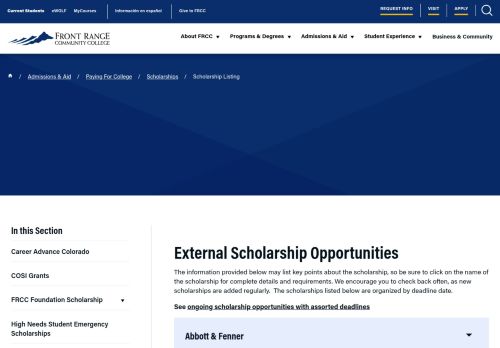 Current Students eWOLF MyCourses Información en español Give to FRCC REQUEST INFO VISIT APPLY
FRONT RANGE
COMMUNITY COLLEGE
About FRCC Programs & Degrees Admissions & Aid Student Experience Business & Community
/ Admissions & Aid / Paying For College / Scholarships / Scholarship Listing
In this Section
Career Advance Colorado
COSI Grants
FRCC Foundation Scholarship
High Needs Student Emergency
Scholarships
External Scholarship Opportunities
The information provided below may list key points about the scholarship, so be sure to click on the name of
the scholarship for complete details and requirements. We encourage you to check back often, as new
scholarships are added regularly. The scholarships listed below are organized by deadline date.
See ongoing scholarship opportunities with assorted deadlines
Abbott & Fenner